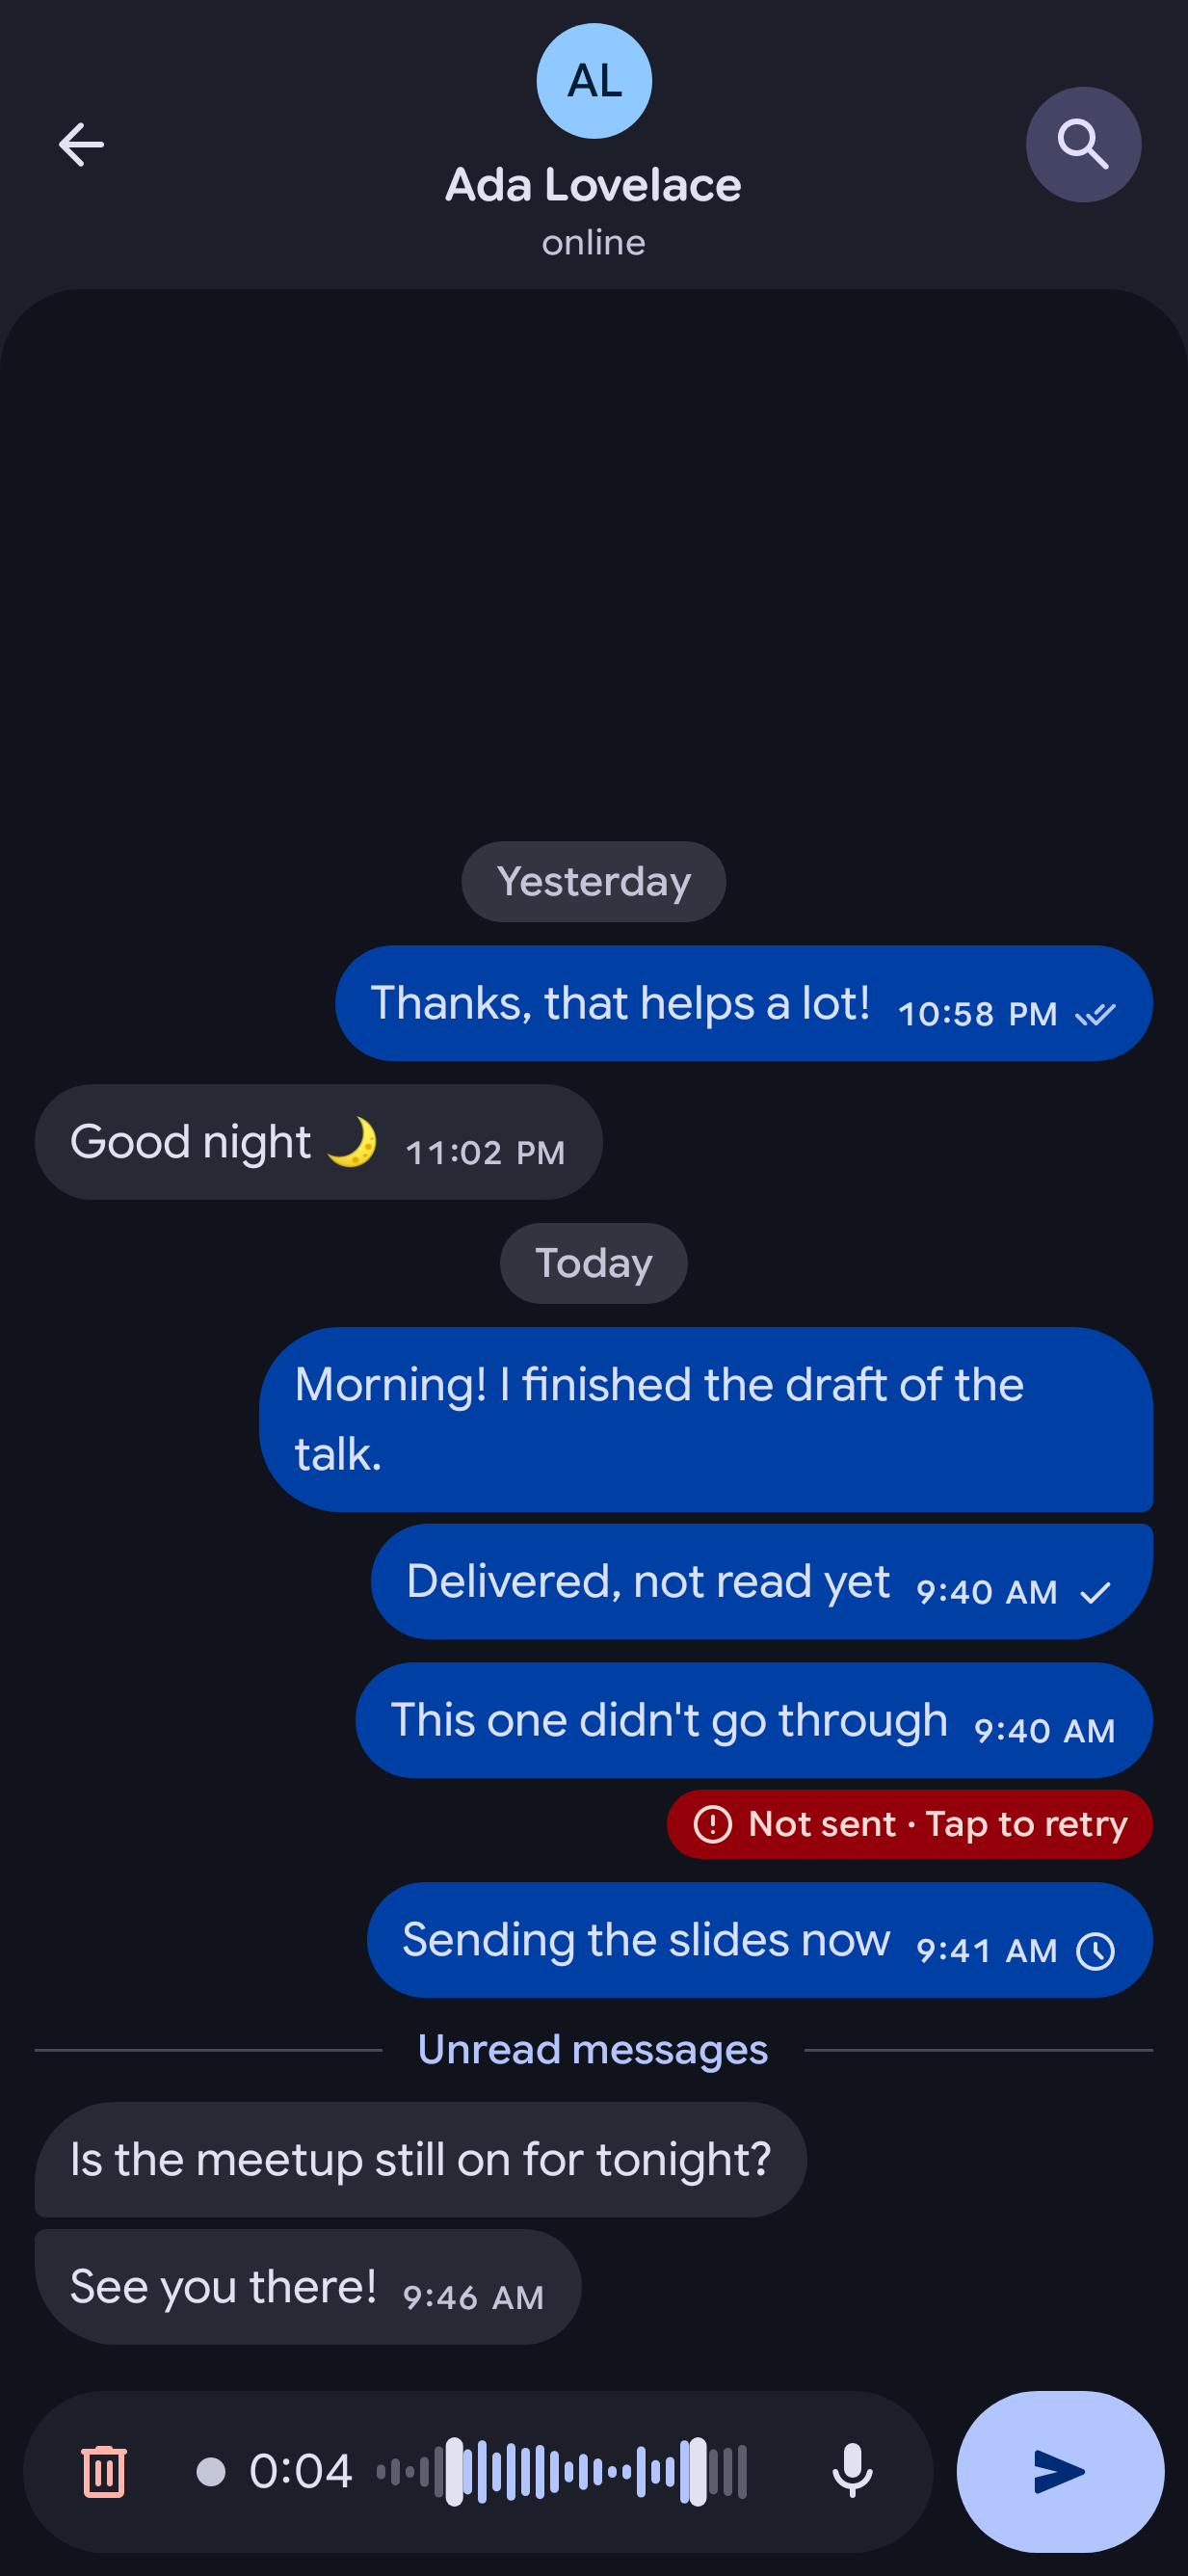 AL
Ada Lovelace
online
Yesterday
Thanks, that helps a lot! 10:58 PM
Good night 🌙 11:02 PM
Today
Morning! I finished the draft of the
talk.
Delivered, not read yet 9:40 AM
This one didn't go through 9:40 AM
Not sent · Tap to retry
Sending the slides now 9:41 AM
Unread messages
Is the meetup still on for tonight?
See you there! 9:46 AM
0:04